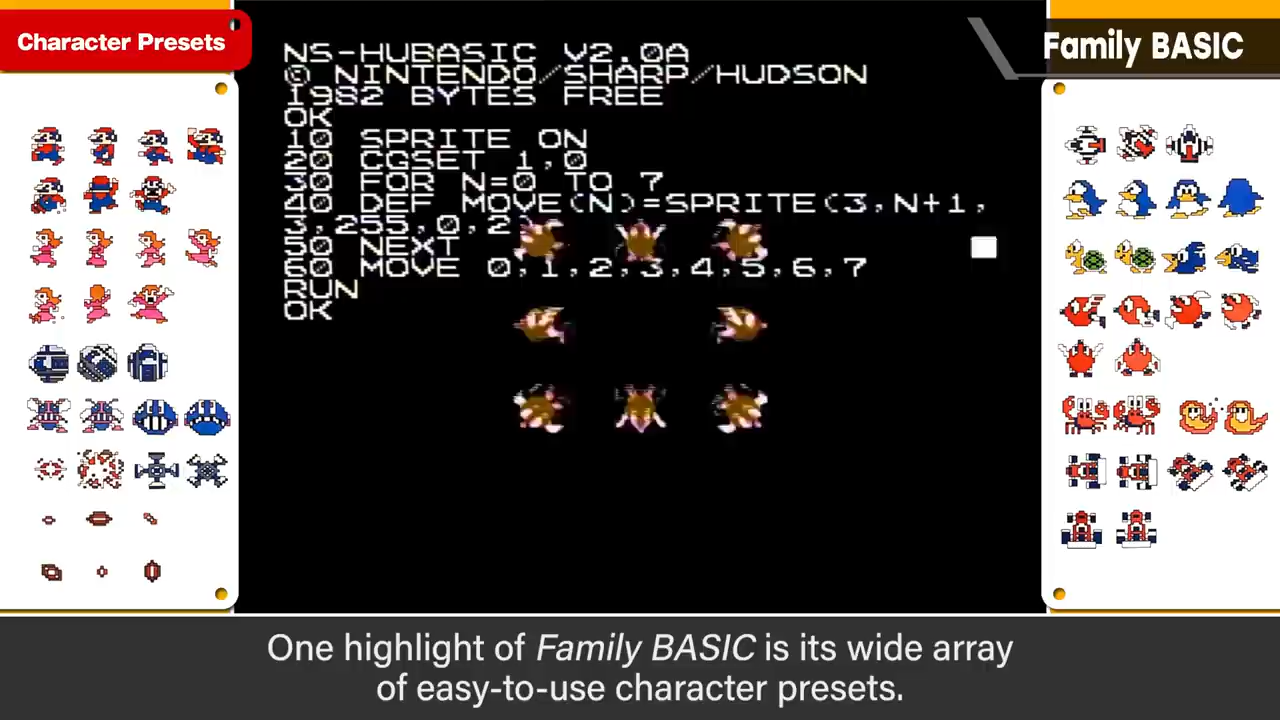 Character Presets
Family BASIC
NS-HUBASIC V2.0A
© NINTENDO/SHARP/HUDSON
1982 BYTES FREE
OK
10 SPRITE ON
20 CGSET 1,0
30 FOR N=0 TO 7
40 DEF MOVE(N)=SPRITE(3,N+1,
3,255,0,2)
50 NEXT
60 MOVE 0,1,2,3,4,5,6,7
RUN
OK
One highlight of Family BASIC is its wide array
of easy-to-use character presets.